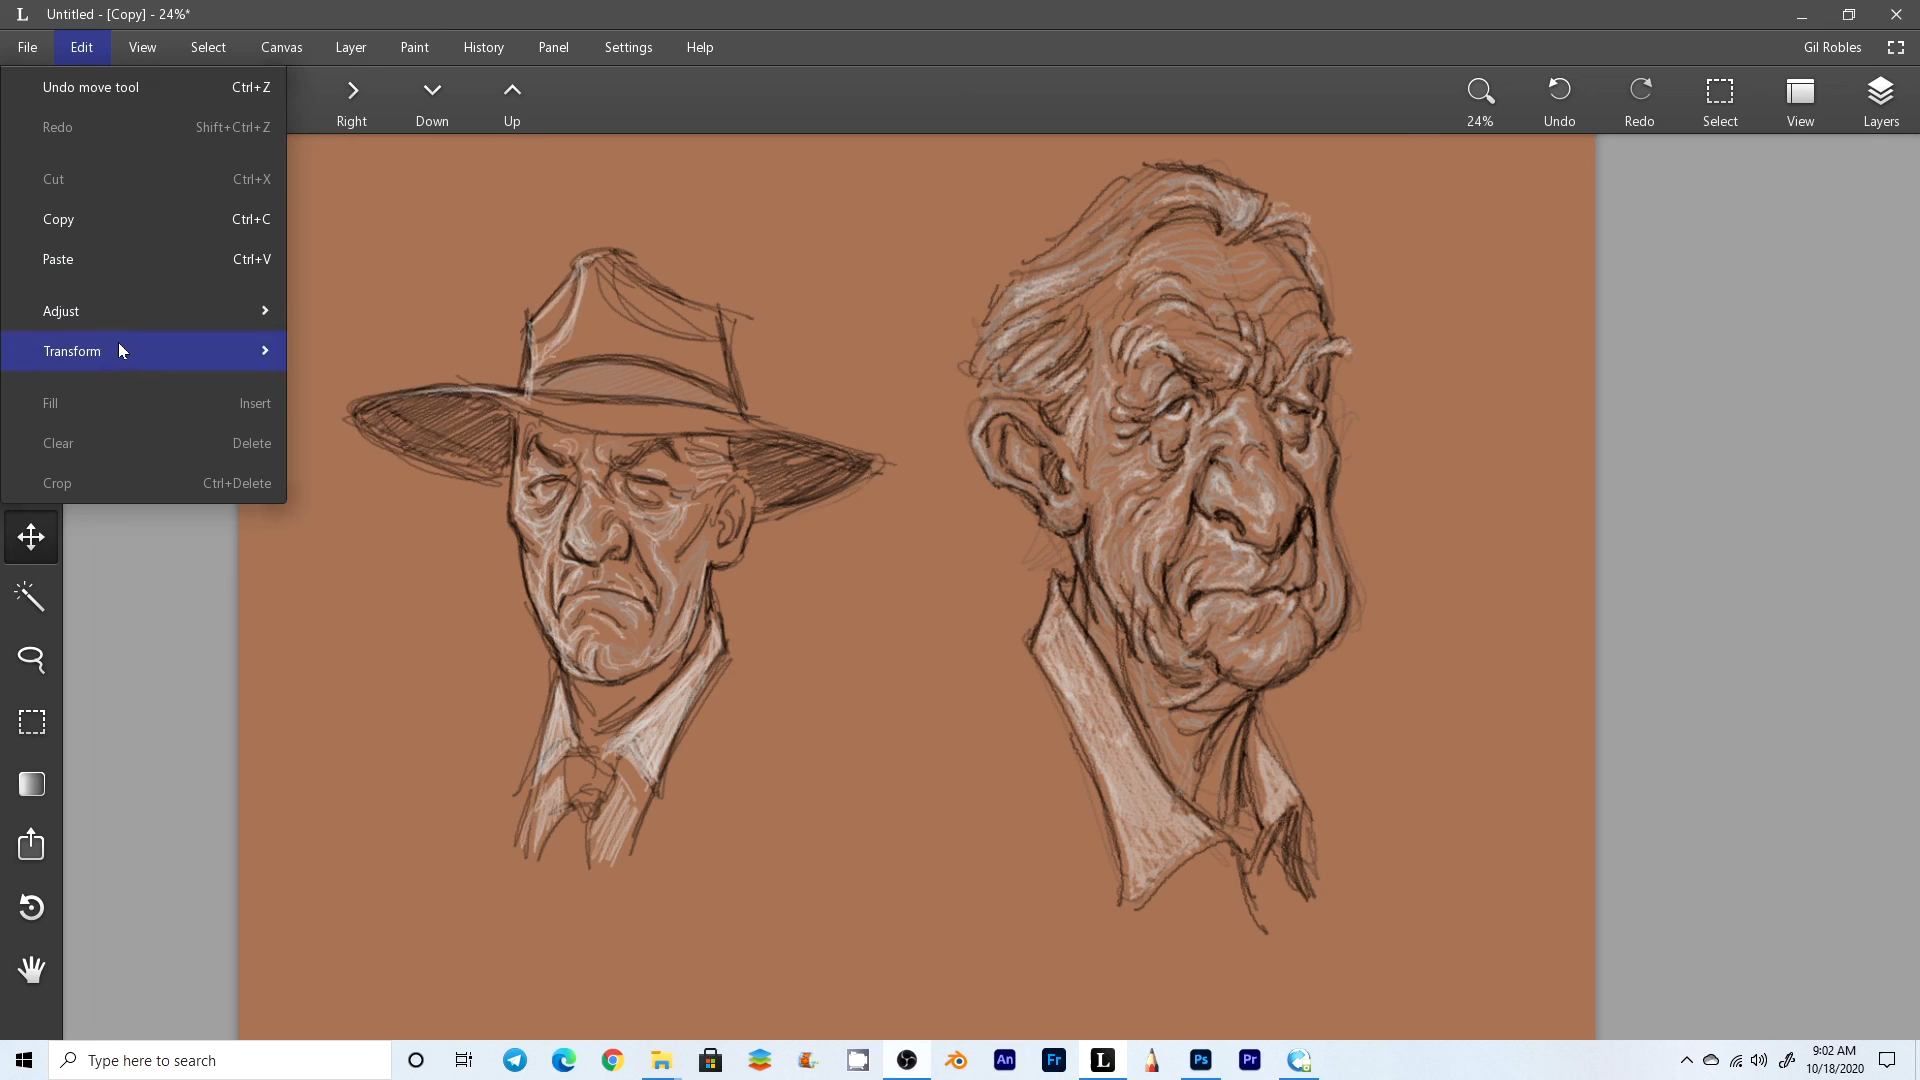 L Untitled - [Copy] - 24%*
File Edit View Select Canvas Layer Paint History Panel Settings Help Gil Robles
Undo move tool Ctrl+Z
Redo Shift+Ctrl+Z
Cut Ctrl+X
Copy Ctrl+C
Paste Ctrl+V
Adjust
Transform
Fill Insert
Clear Delete
Crop Ctrl+Delete
Right Down Up 24% Undo Redo Select View Layers
Type here to search
An Fr L Ps Pr
9:02 AM
10/18/2020